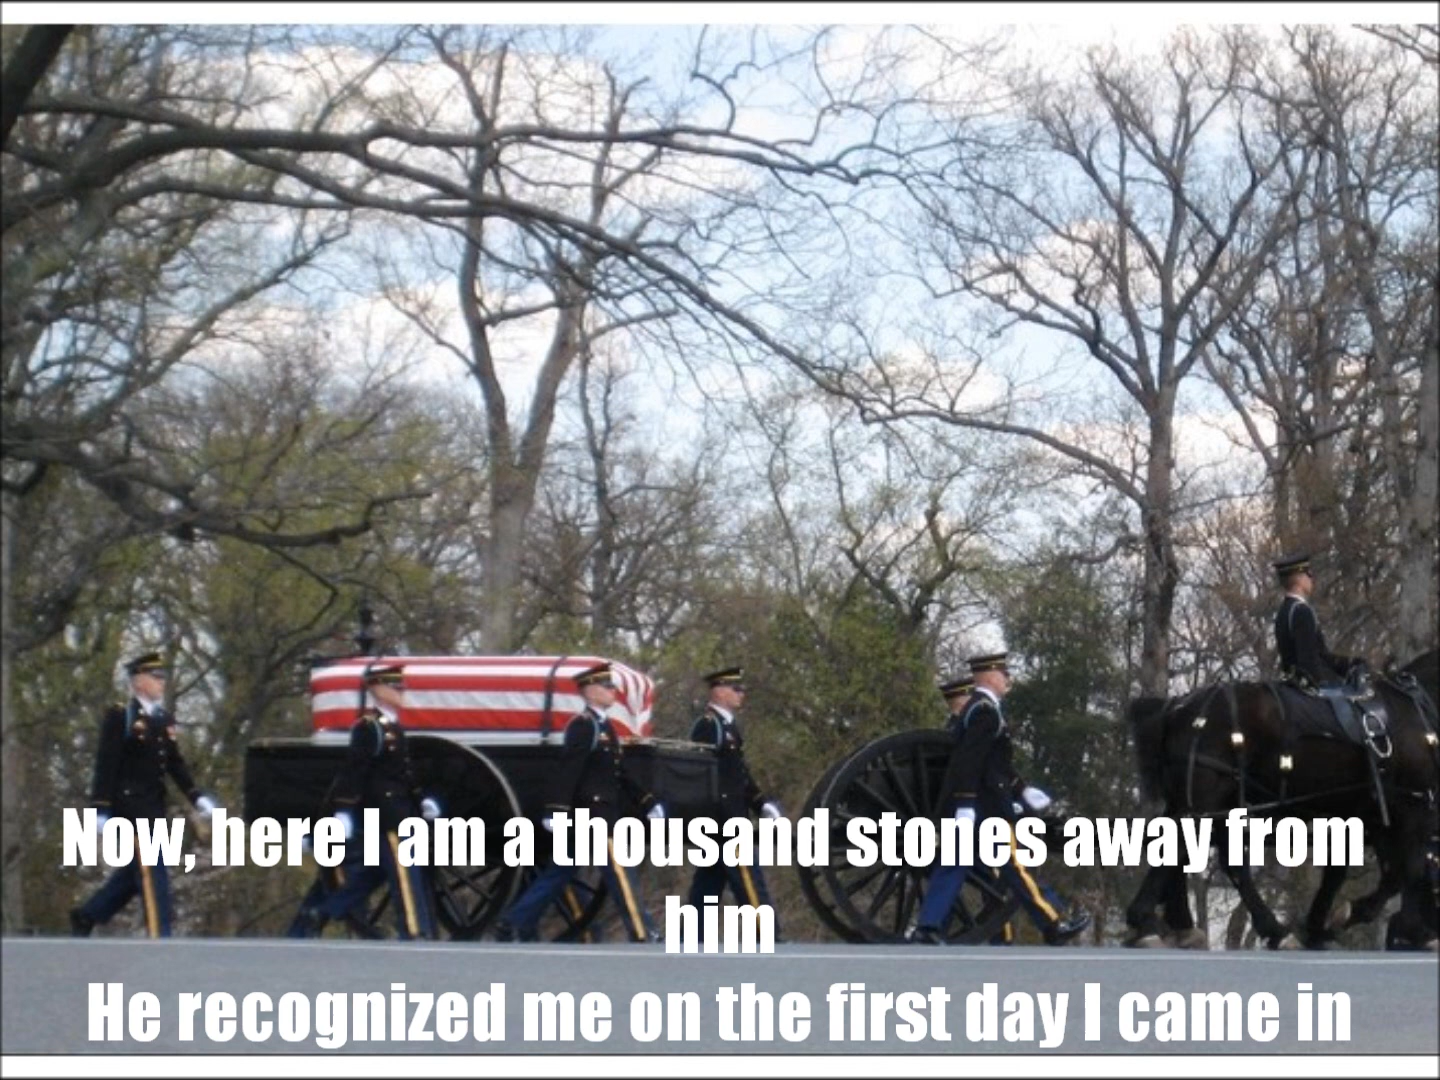 Now, here I am a thousand stones away from
him
He recognized me on the first day I came in